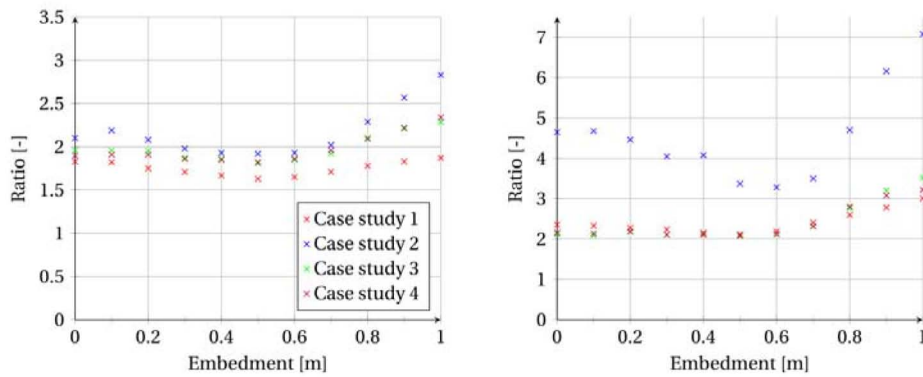 3.5
3
2.5
2
1.5
1
0.5
0
Ratio [-]
0 0.2 0.4 0.6 0.8 1
Embedment [m]
Case study 1
Case study 2
Case study 3
Case study 4
7
6
5
4
3
2
1
0
Ratio [-]
0 0.2 0.4 0.6 0.8 1
Embedment [m]